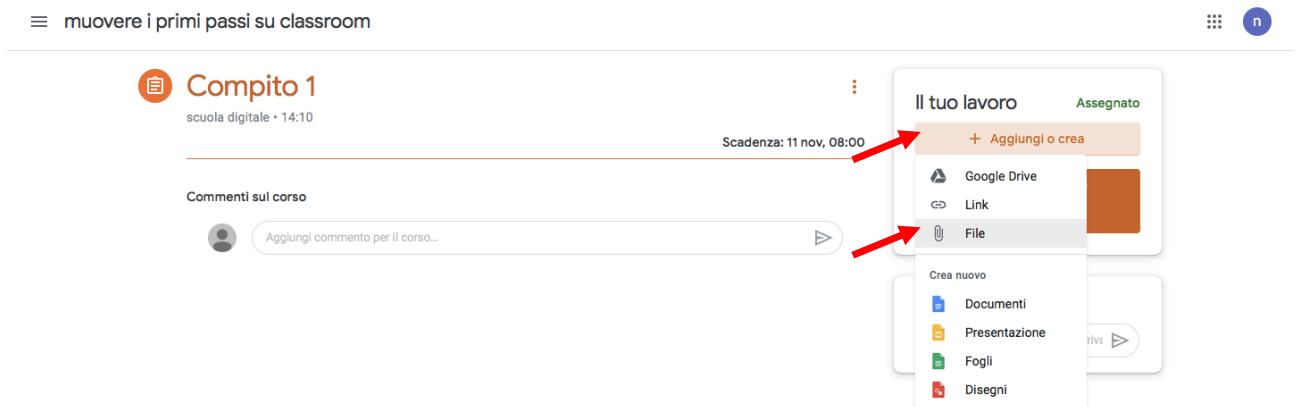 muovere i primi passi su classroom
n
Compito 1
scuola digitale • 14:10
Scadenza: 11 nov, 08:00
Commenti sul corso
Aggiungi commento per il corso...
Il tuo lavoro
Assegnato
+ Aggiungi o crea
Google Drive
Link
File
Crea nuovo
Documenti
Presentazione
Fogli
Disegni